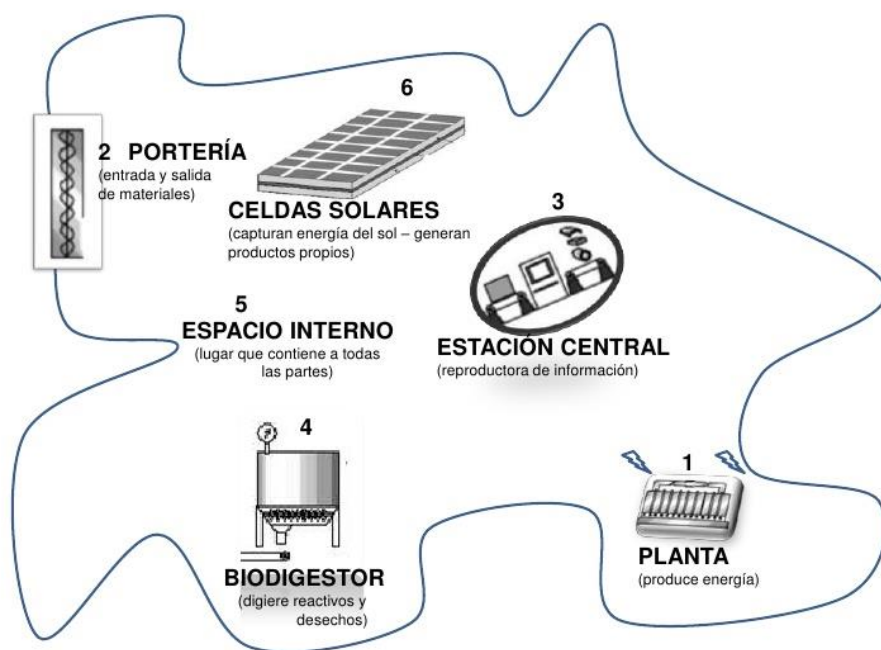 6
2 PORTERÍA
(entrada y salida
de materiales)
CELDAS SOLARES
(capturan energía del sol – generan
productos propios)
3
5
ESPACIO INTERNO
(lugar que contiene a todas
las partes)
ESTACIÓN CENTRAL
(reproductora de información)
4
BIODIGESTOR
(digiere reactivos y
desechos)
1
PLANTA
(produce energía)